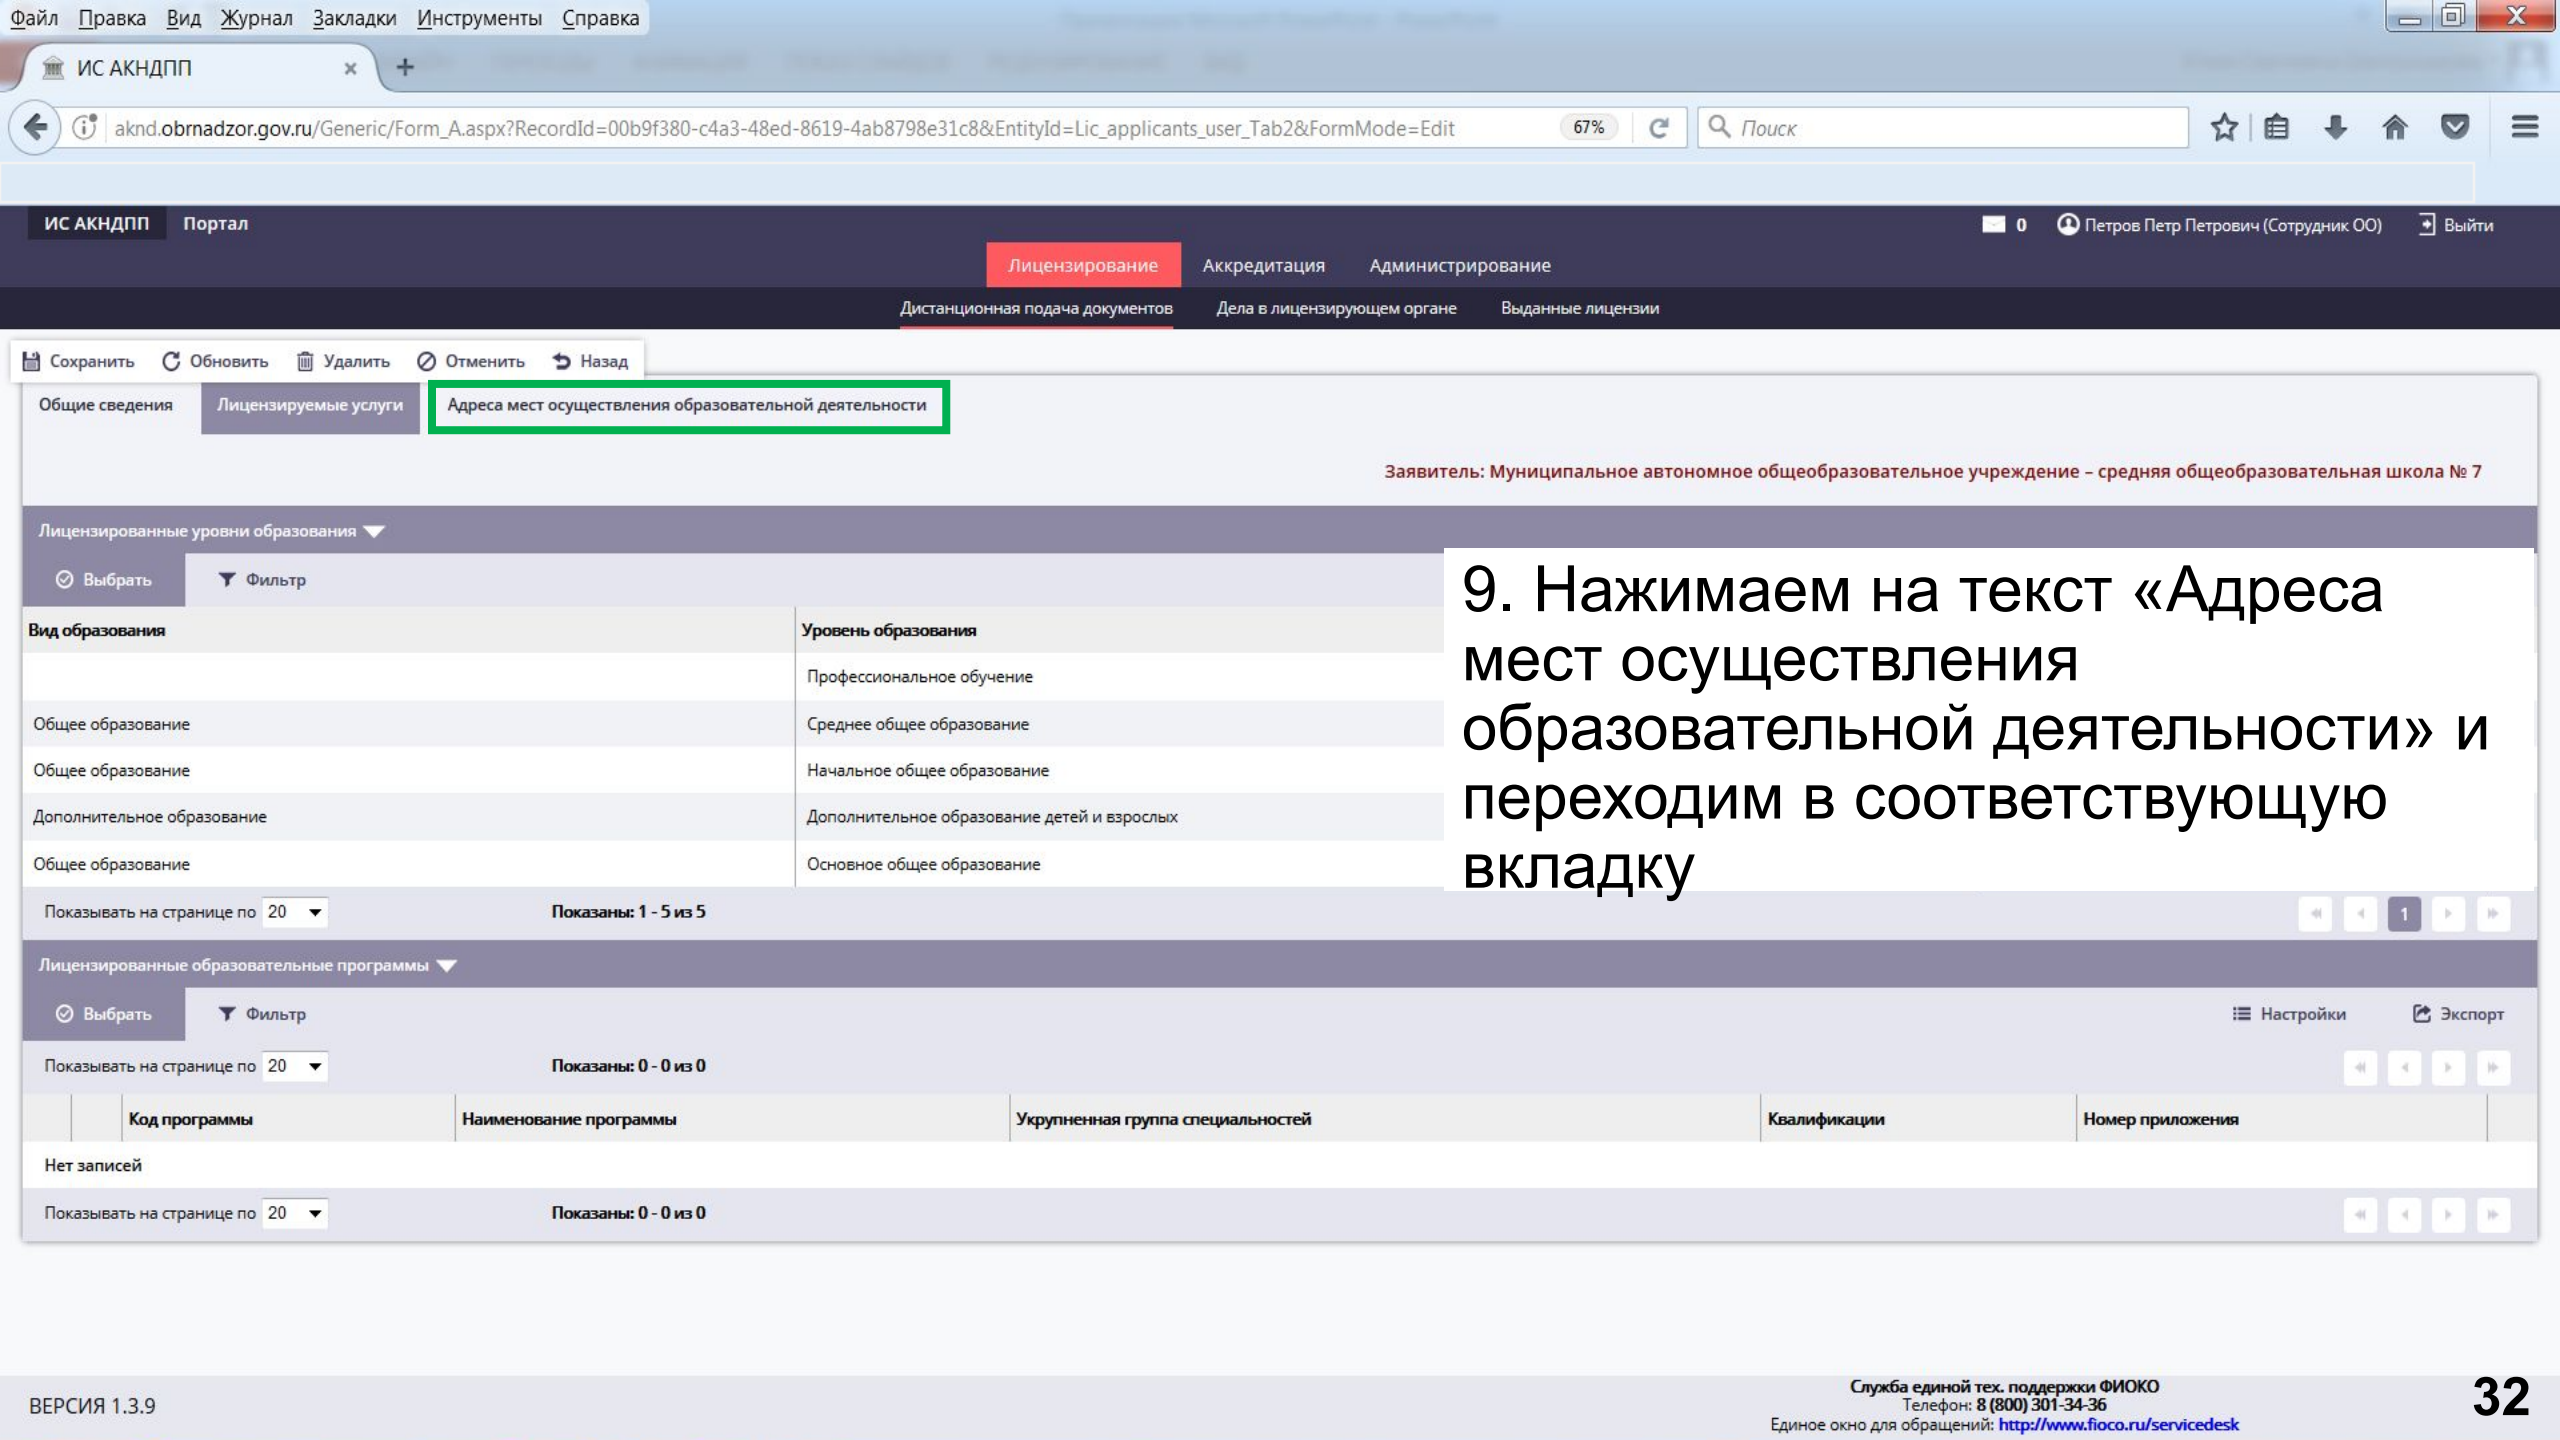 Файл Правка Вид Журнал Закладки Инструменты Справка
ИС АКНДПП
aknd.obrnadzor.gov.ru/Generic/Form_A.aspx?RecordId=00b9f380-c4a3-48ed-8619-4ab8798e31c8&EntityId=Lic_applicants_user_Tab2&FormMode=Edit 67% Поиск
ИС АКНДПП Портал 0 Петров Петр Петрович (Сотрудник ОО) Выйти
Лицензирование Аккредитация Администрирование
Дистанционная подача документов Дела в лицензирующем органе Выданные лицензии
Сохранить Обновить Удалить Отменить Назад
Общие сведения Лицензируемые услуги Адреса мест осуществления образовательной деятельности
Заявитель: Муниципальное автономное общеобразовательное учреждение – средняя общеобразовательная школа № 7
Лицензированные уровни образования
Выбрать Фильтр
Вид образования Уровень образования
Профессиональное обучение
Общее образование Среднее общее образование
Общее образование Начальное общее образование
Дополнительное образование Дополнительное образование детей и взрослых
Общее образование Основное общее образование
9. Нажимаем на текст «Адреса
мест осуществления
образовательной деятельности» и
переходим в соответствующую
вкладку
Показывать на странице по 20 Показаны: 1 - 5 из 5 1
Лицензированные образовательные программы
Выбрать Фильтр Настройки Экспорт
Показывать на странице по 20 Показаны: 0 - 0 из 0
Код программы Наименование программы Укрупненная группа специальностей Квалификации Номер приложения
Нет записей
Показывать на странице по 20 Показаны: 0 - 0 из 0
ВЕРСИЯ 1.3.9
Служба единой тех. поддержки ФИОКО
Телефон: 8 (800) 301-34-36
Единое окно для обращений: http://www.fioco.ru/servicedesk
32